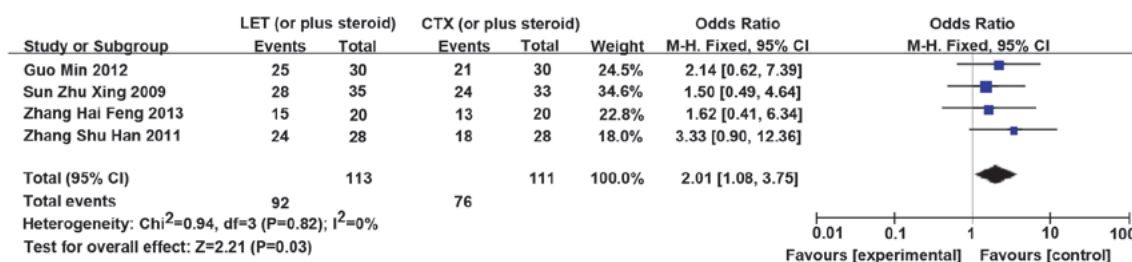 LET (or plus steroid) CTX (or plus steroid) Odds Ratio Odds Ratio
Study or Subgroup Events Total Events Total Weight M-H. Fixed, 95% CI M-H. Fixed, 95% CI
Guo Min 2012 25 30 21 30 24.5% 2.14 [0.62, 7.39]
Sun Zhu Xing 2009 28 35 24 33 34.6% 1.50 [0.49, 4.64]
Zhang Hai Feng 2013 15 20 13 20 22.8% 1.62 [0.41, 6.34]
Zhang Shu Han 2011 24 28 18 28 18.0% 3.33 [0.90, 12.36]
Total (95% CI) 113 111 100.0% 2.01 [1.08, 3.75]
Total events 92 76
Heterogeneity: Chi²=0.94, df=3 (P=0.82); I²=0%
Test for overall effect: Z=2.21 (P=0.03)
0.01 0.1 1 10 100
Favours [experimental] Favours [control]